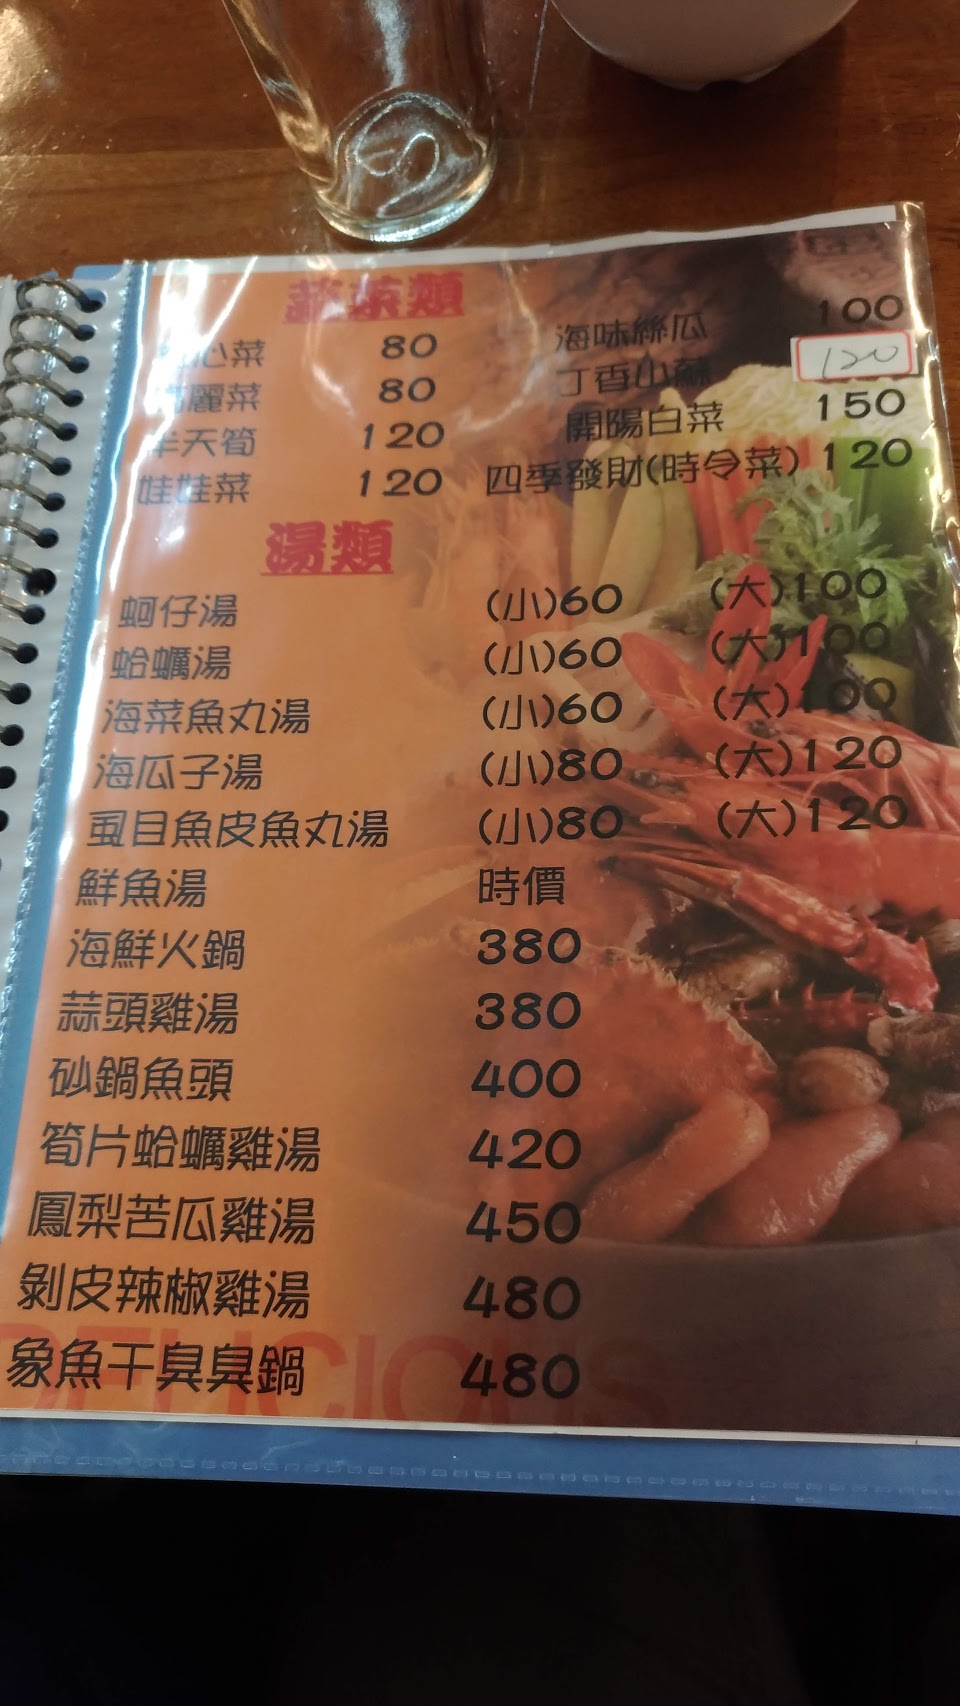 蔬菜類
心菜 80 海味絲瓜 100
麗菜 80 丁香山蘇 120
半天筍 120 開陽白菜 150
娃娃菜 120 四季發財(時令菜) 120
湯類
蚵仔湯 (小)60 (大)100
蛤蠣湯 (小)60 (大)100
海菜魚丸湯 (小)60 (大)100
海瓜子湯 (小)80 (大)120
虱目魚皮魚丸湯 (小)80 (大)120
鮮魚湯 時價
海鮮火鍋 380
蒜頭雞湯 380
砂鍋魚頭 400
筍片蛤蠣雞湯 420
鳳梨苦瓜雞湯 450
剝皮辣椒雞湯 480
象魚干臭臭鍋 480
DELICIOUS